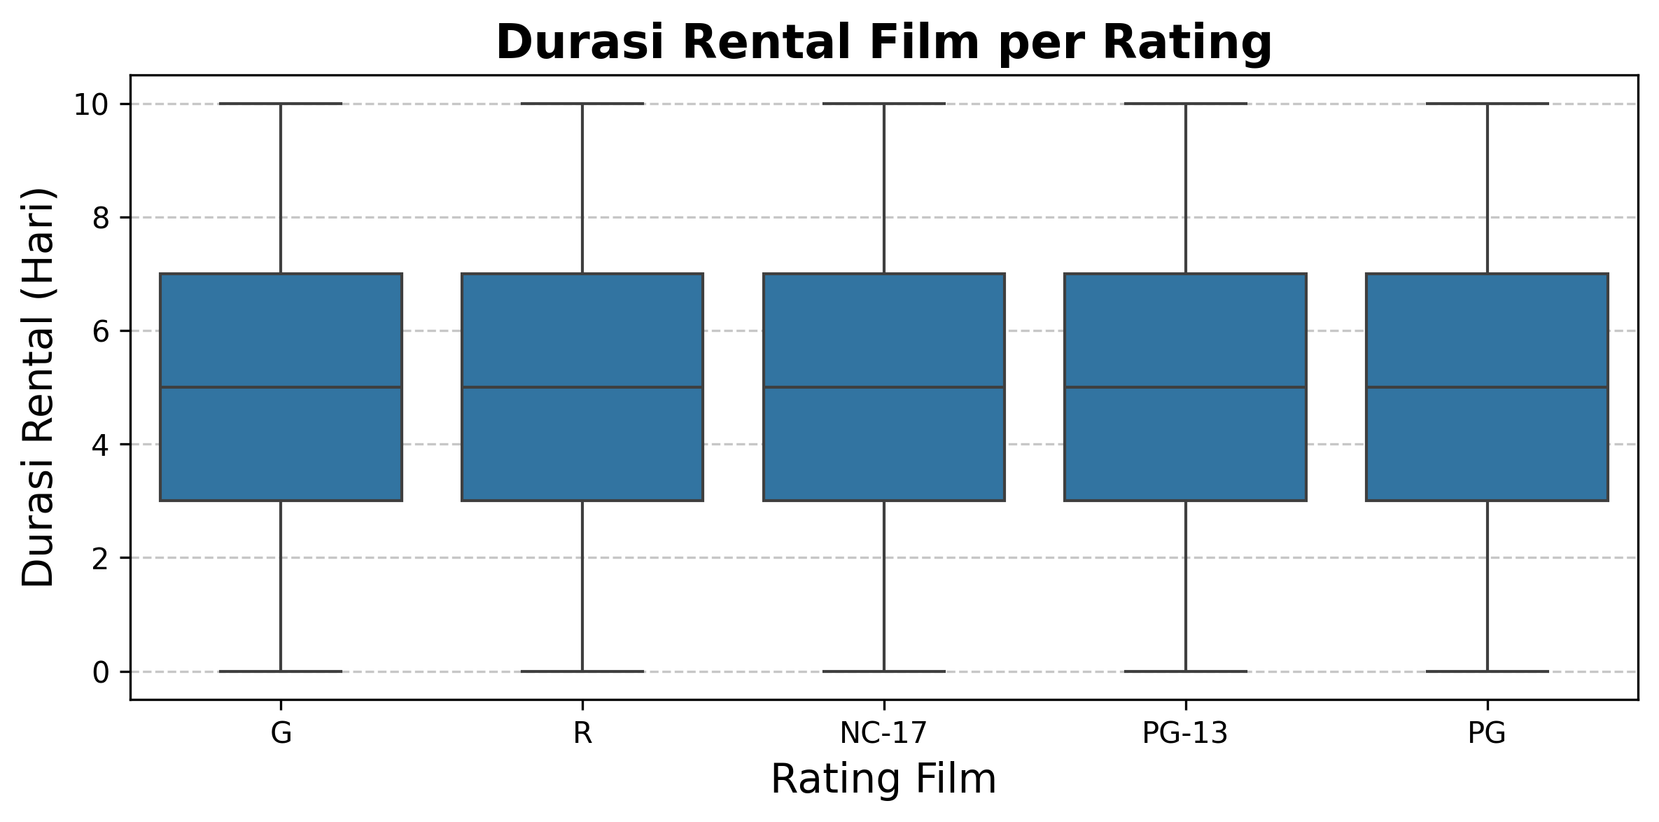 Durasi Rental Film per Rating
Durasi Rental (Hari)
10
8
6
4
2
0
G R NC-17 PG-13 PG
Rating Film